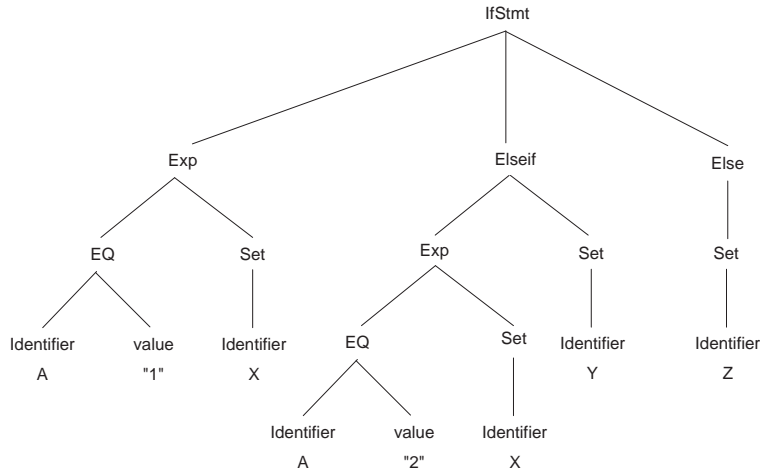 IfStmt
Exp Elseif Else
EQ Set Exp Set Set
Identifier value Identifier EQ Set Identifier Identifier
A "1" X Y Z
Identifier value Identifier
A "2" X